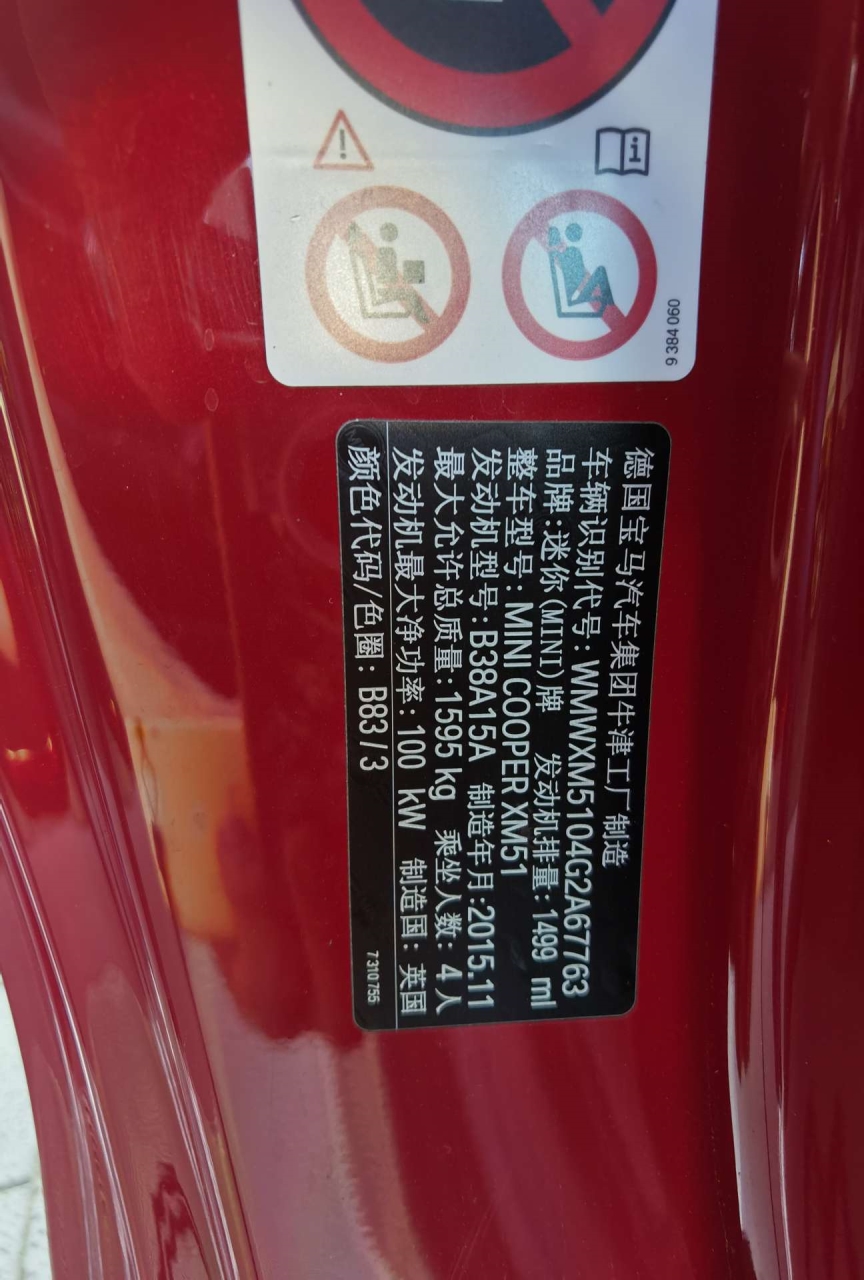 9 384 060
德国宝马汽车集团牛津工厂制造
车辆识别代号: WMWXM5104G2A67763
品牌:迷你(MINI)牌 发动机排量: 1499 ml
整车型号: MINI COOPER XM51
发动机型号: B38A15A 制造年月:2015.11
最大允许总质量: 1595 kg 乘坐人数: 4 人
发动机最大净功率: 100 kW 制造国: 英国
颜色代码/色圈: B83 / 3
7 310 755